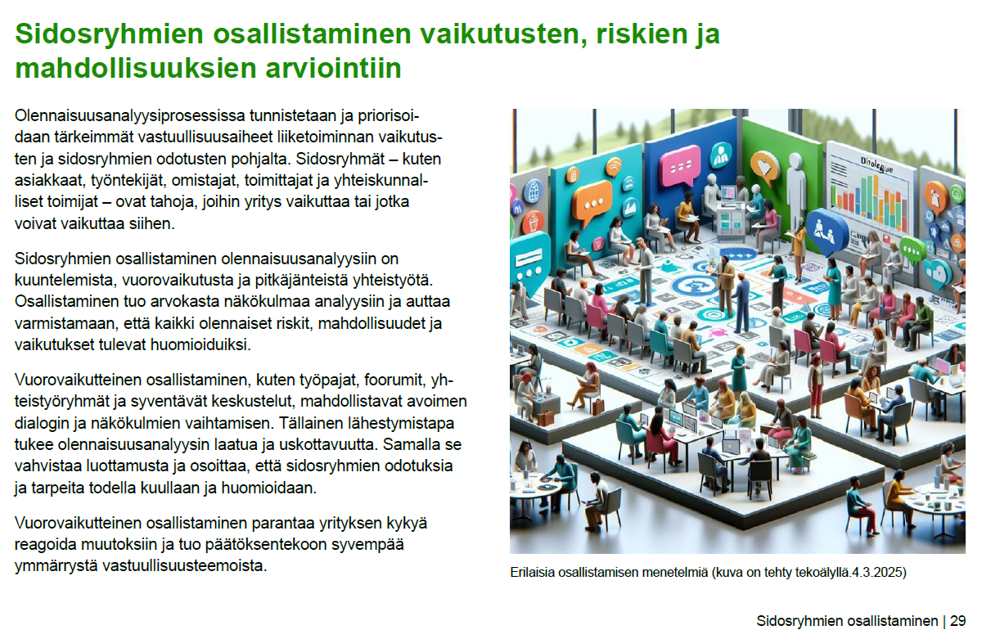 Sidosryhmien osallistaminen vaikutusten, riskien ja
mahdollisuuksien arviointiin
Olennaisuusanalyysiprosessissa tunnistetaan ja priorisoi-
daan tärkeimmät vastuullisuusaiheet liiketoiminnan vaikutus-
ten ja sidosryhmien odotusten pohjalta. Sidosryhmät – kuten
asiakkaat, työntekijät, omistajat, toimittajat ja yhteiskunnal-
liset toimijat – ovat tahoja, joihin yritys vaikuttaa tai jotka
voivat vaikuttaa siihen.
Sidosryhmien osallistaminen olennaisuusanalyysiin on
kuuntelemista, vuorovaikutusta ja pitkäjänteistä yhteistyötä.
Osallistaminen tuo arvokasta näkökulmaa analyysiin ja auttaa
varmistamaan, että kaikki olennaiset riskit, mahdollisuudet ja
vaikutukset tulevat huomioiduiksi.
Vuorovaikutteinen osallistaminen, kuten työpajat, foorumit, yh-
teistyöryhmät ja syventävät keskustelut, mahdollistavat avoimen
dialogin ja näkökulmien vaihtamisen. Tällainen lähestymistapa
tukee olennaisuusanalyysin laatua ja uskottavuutta. Samalla se
vahvistaa luottamusta ja osoittaa, että sidosryhmien odotuksia
ja tarpeita todella kuullaan ja huomioidaan.
Vuorovaikutteinen osallistaminen parantaa yrityksen kykyä
reagoida muutoksiin ja tuo päätöksentekoon syvempää
ymmärrystä vastuullisuusteemoista.
Erilaisia osallistamisen menetelmiä (kuva on tehty tekoälyllä.4.3.2025)
Sidosryhmien osallistaminen | 29